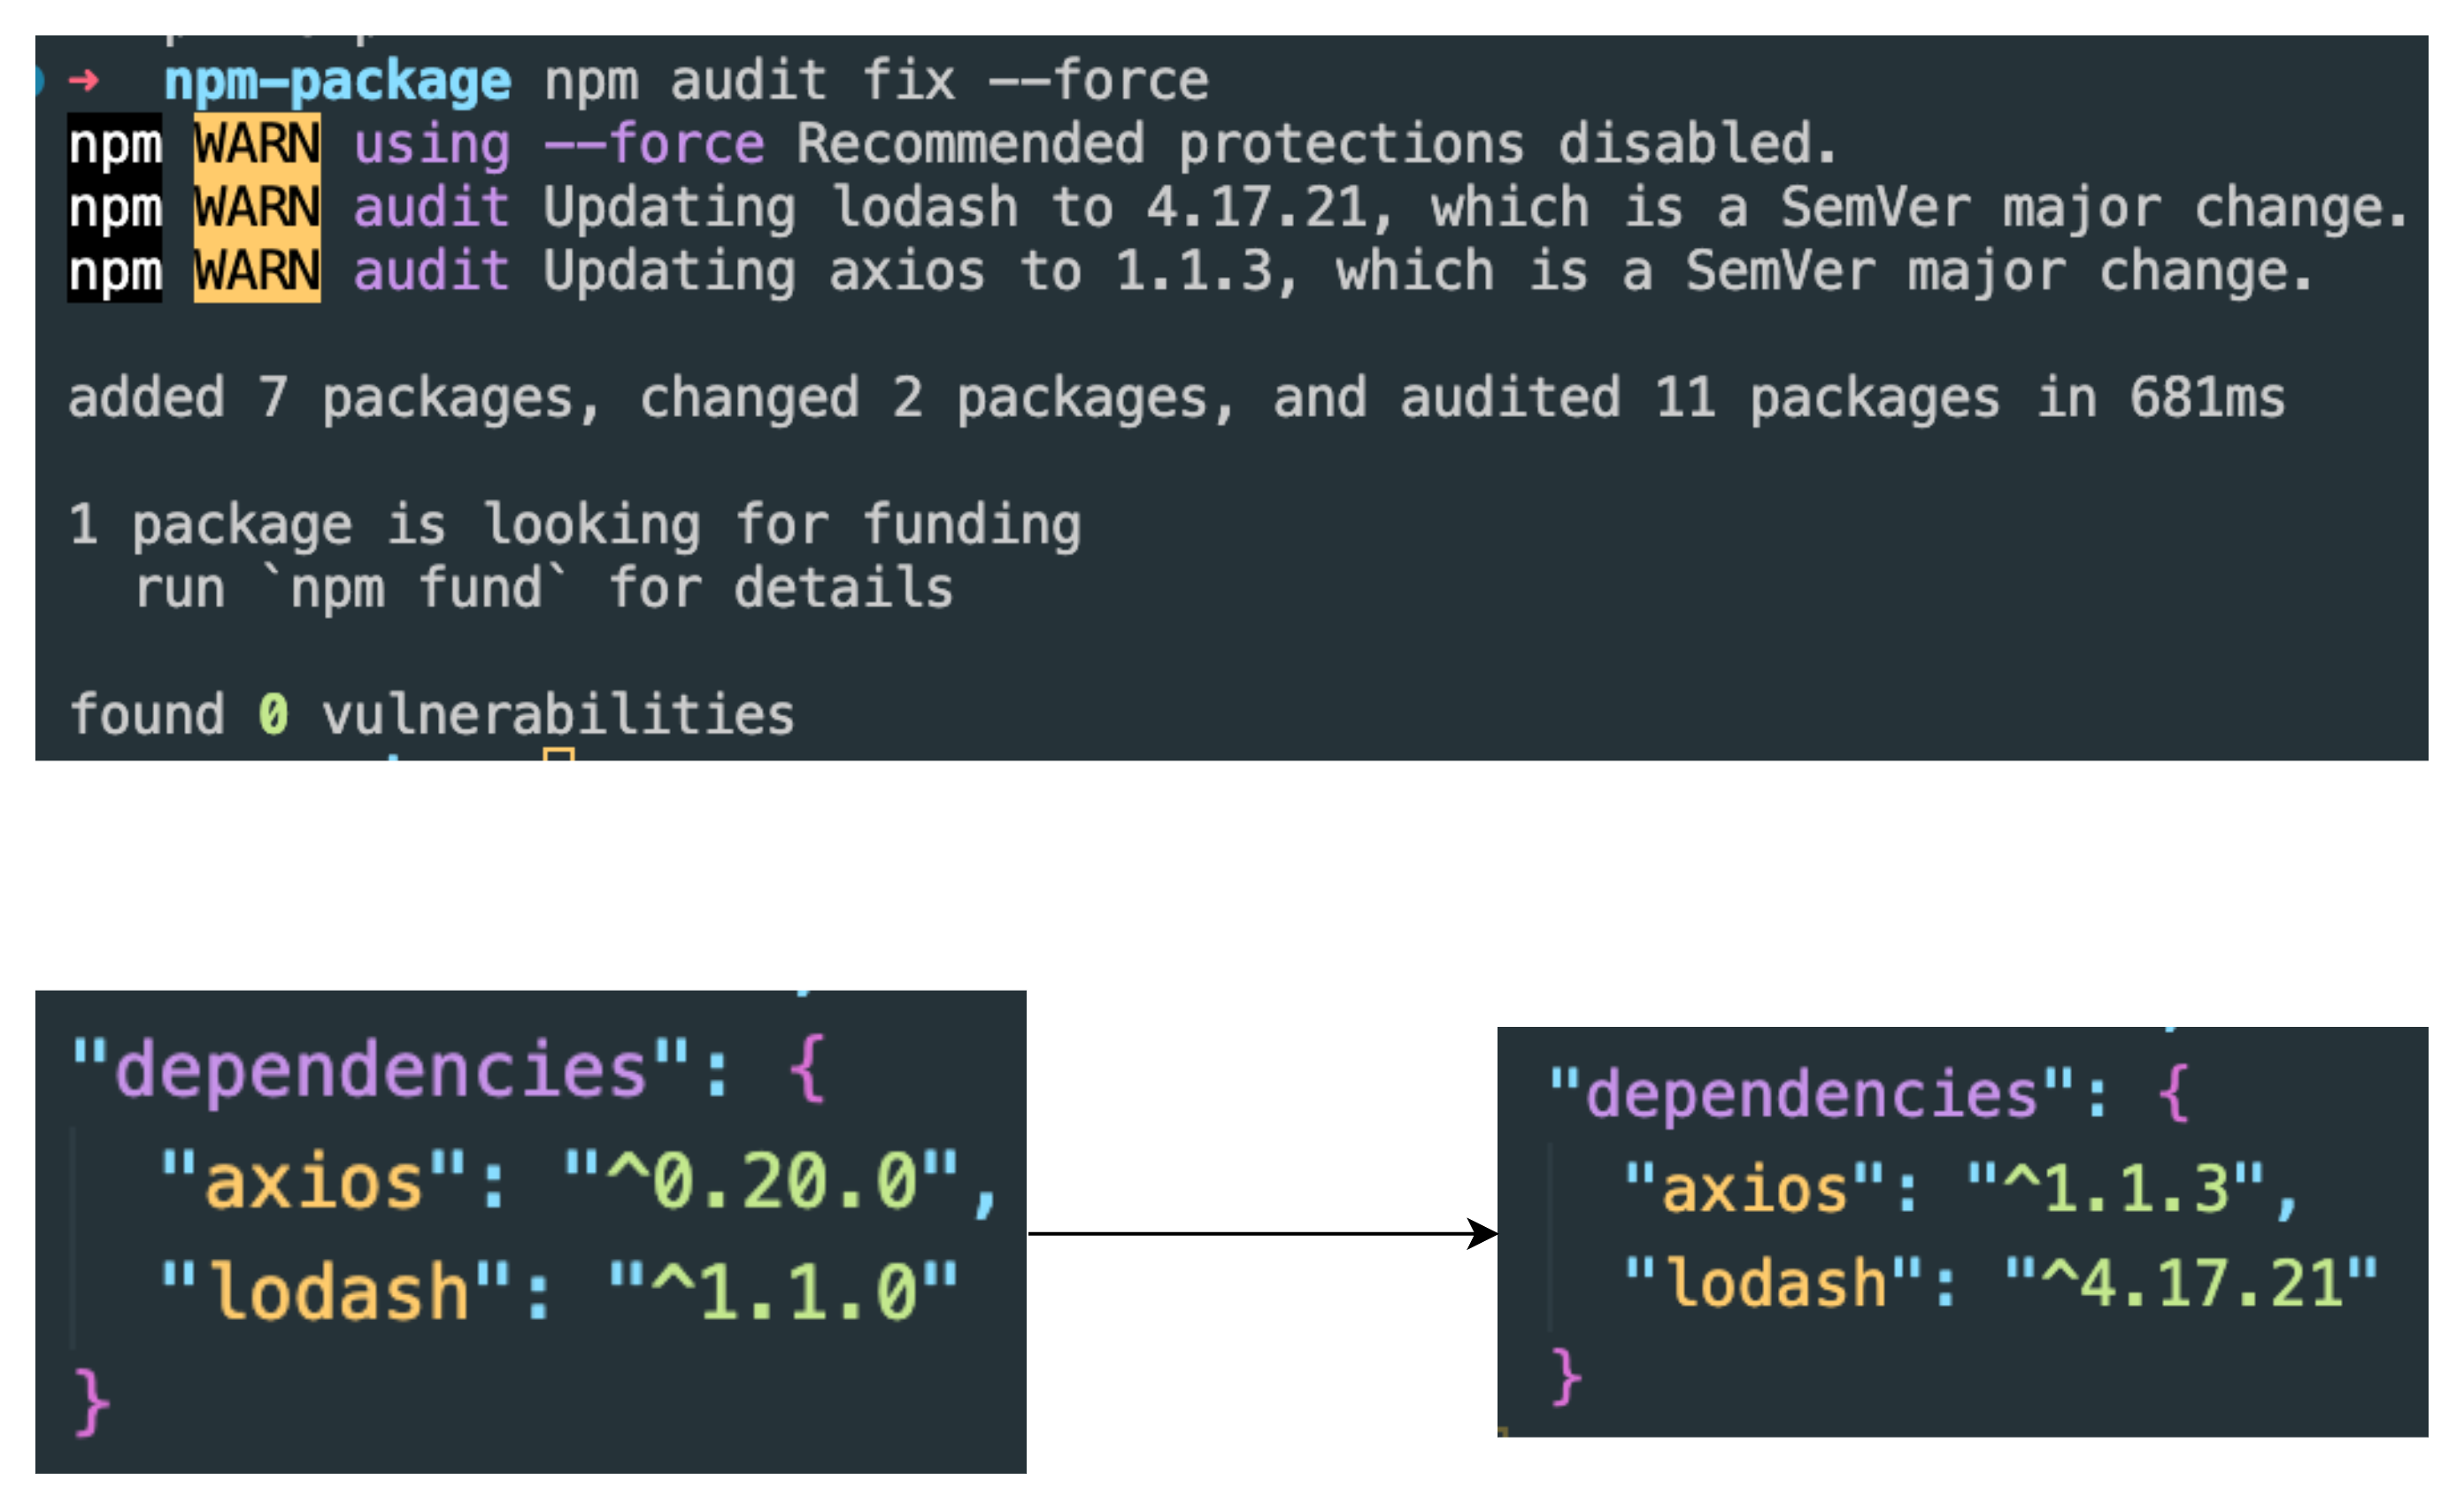 ➜ npm-package npm audit fix --force
npm WARN using --force Recommended protections disabled.
npm WARN audit Updating lodash to 4.17.21, which is a SemVer major change.
npm WARN audit Updating axios to 1.1.3, which is a SemVer major change.
added 7 packages, changed 2 packages, and audited 11 packages in 681ms
1 package is looking for funding
run `npm fund` for details
found 0 vulnerabilities
"dependencies": {
"axios": "^0.20.0",
"lodash": "^1.1.0"
}
"dependencies": {
"axios": "^1.1.3",
"lodash": "^4.17.21"
}